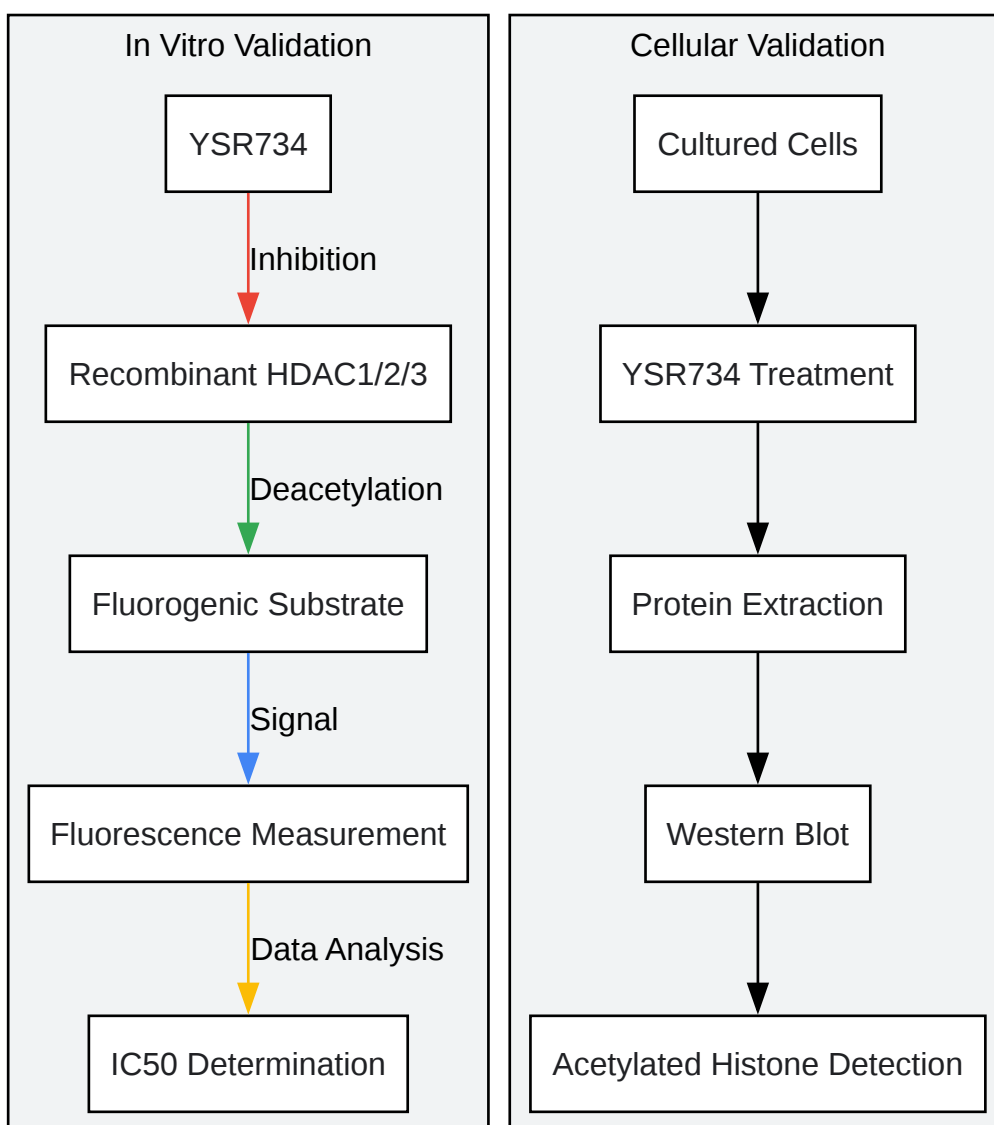 In Vitro Validation
YSR734
Inhibition
Recombinant HDAC1/2/3
Deacetylation
Fluorogenic Substrate
Signal
Fluorescence Measurement
Data Analysis
IC50 Determination
Cellular Validation
Cultured Cells
YSR734 Treatment
Protein Extraction
Western Blot
Acetylated Histone Detection